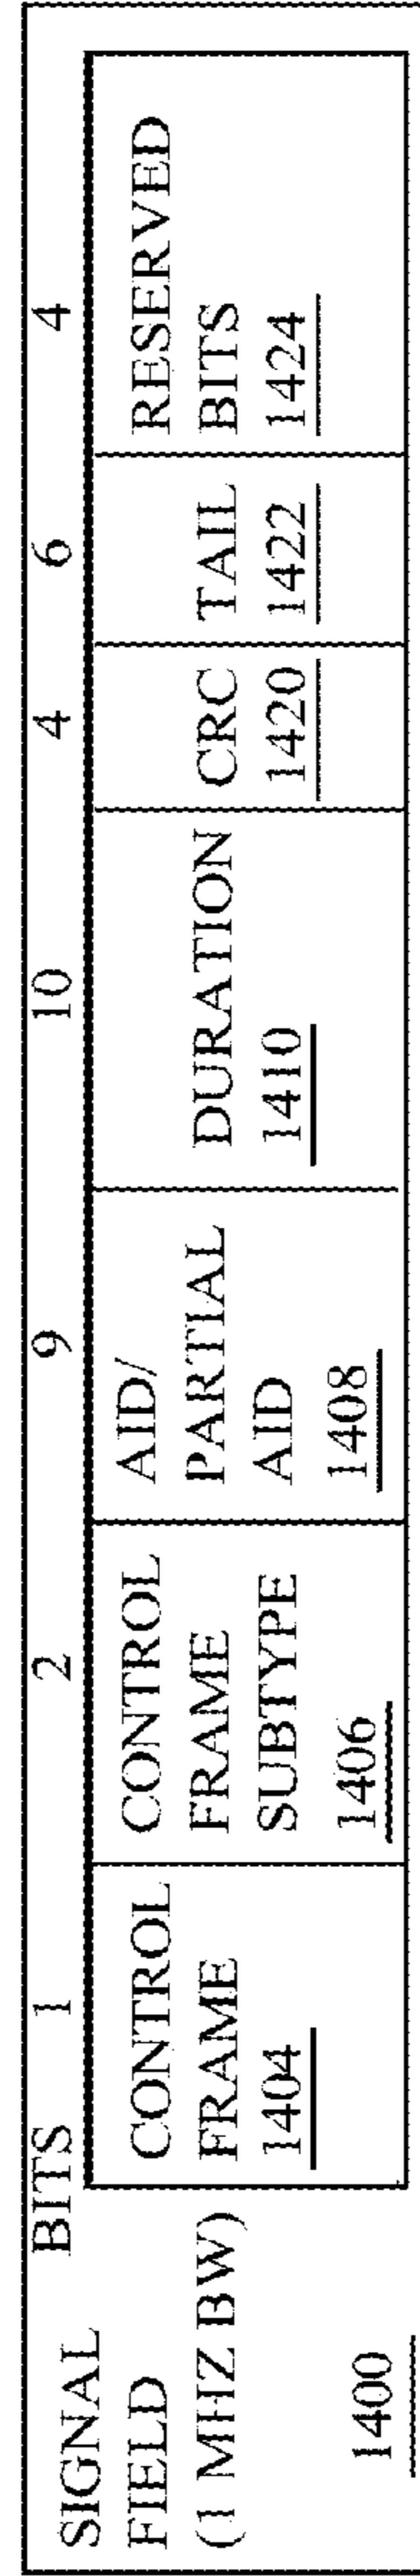 SIGNAL
FIELD
(1 MHZ BW)
1400
BITS 1 2 9 10 4 6 4
CONTROL
FRAME
1404
CONTROL
FRAME
SUBTYPE
1406
AID/
PARTIAL
AID
1408
DURATION
1410
CRC
1420
TAIL
1422
RESERVED
BITS
1424